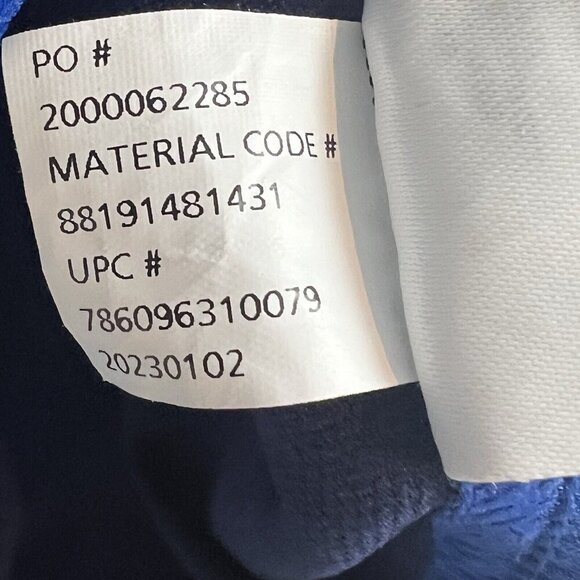 PO #
2000062285
MATERIAL CODE #
88191481431
UPC #
786096310079
20230102